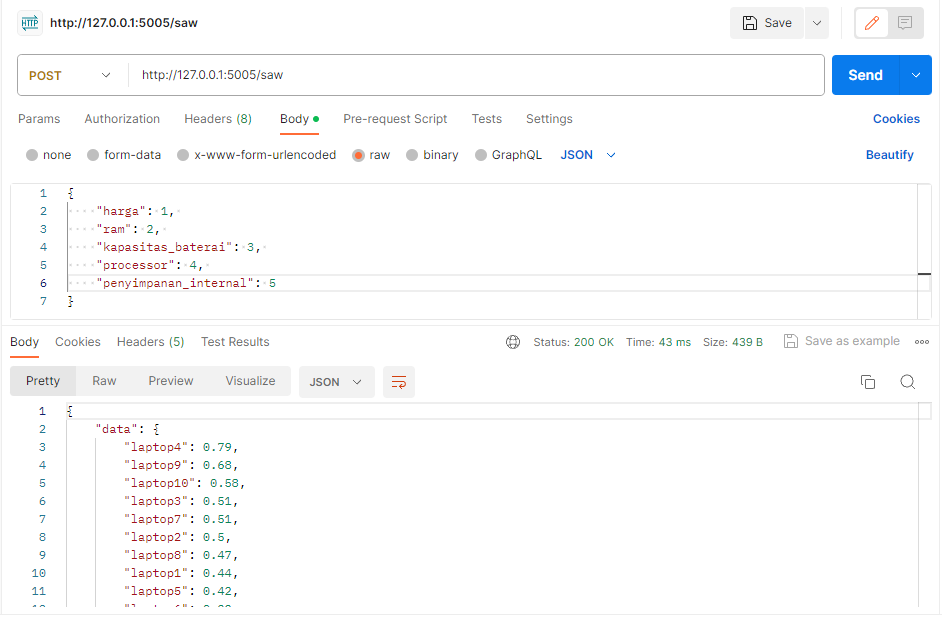 HTTP http://127.0.0.1:5005/saw Save
POST http://127.0.0.1:5005/saw Send
Params Authorization Headers (8) Body Pre-request Script Tests Settings Cookies
none form-data x-www-form-urlencoded raw binary GraphQL JSON Beautify
1 {
2 "harga": 1,
3 "ram": 2,
4 "kapasitas_baterai": 3,
5 "processor": 4,
6 "penyimpanan_internal": 5
7 }
Body Cookies Headers (5) Test Results Status: 200 OK Time: 43 ms Size: 439 B Save as example
Pretty Raw Preview Visualize JSON
1 {
2 "data": {
3 "laptop4": 0.79,
4 "laptop9": 0.68,
5 "laptop10": 0.58,
6 "laptop3": 0.51,
7 "laptop7": 0.51,
8 "laptop2": 0.5,
9 "laptop8": 0.47,
10 "laptop1": 0.44,
11 "laptop5": 0.42,